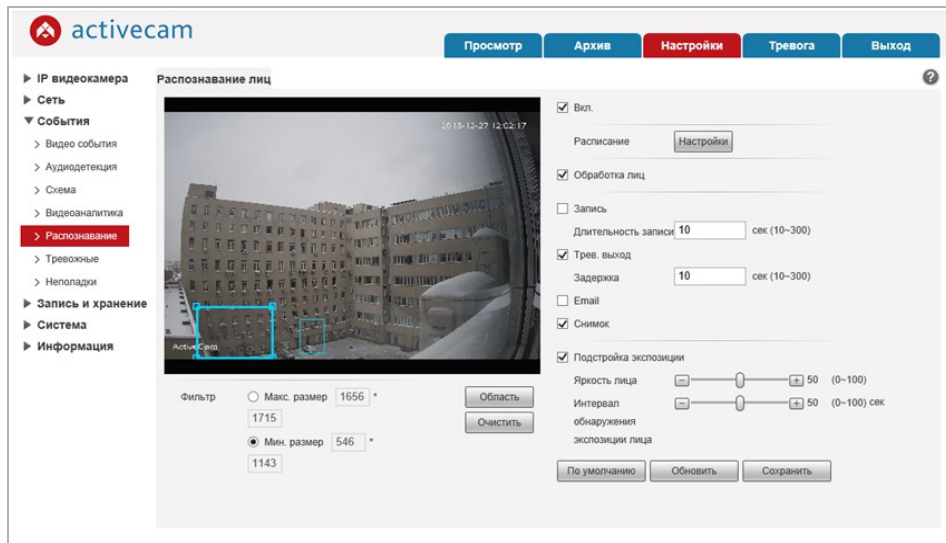 activecam
Просмотр
Архив
Настройки
Тревога
Выход
IP видеокамера
Сеть
События
Видео события
Аудиодетекция
Схема
Видеоаналитика
Распознавание
Тревожные
Неполадки
Запись и хранение
Система
Информация
Распознавание лиц
?
2018-12-27 12:02:17
ActiveCam
Фильтр
Макс. размер 1656 *
1715
Мин. размер 546 *
1143
Область
Очистить
Вкл.
Расписание Настройки
Обработка лиц
Запись
Длительность записи 10 сек (10~300)
Трев. выход
Задержка 10 сек (10~300)
Email
Снимок
Подстройка экспозиции
Яркость лица 50 (0~100)
Интервал 50 (0~100) сек
обнаружения
экспозиции лица
По умолчанию
Обновить
Сохранить